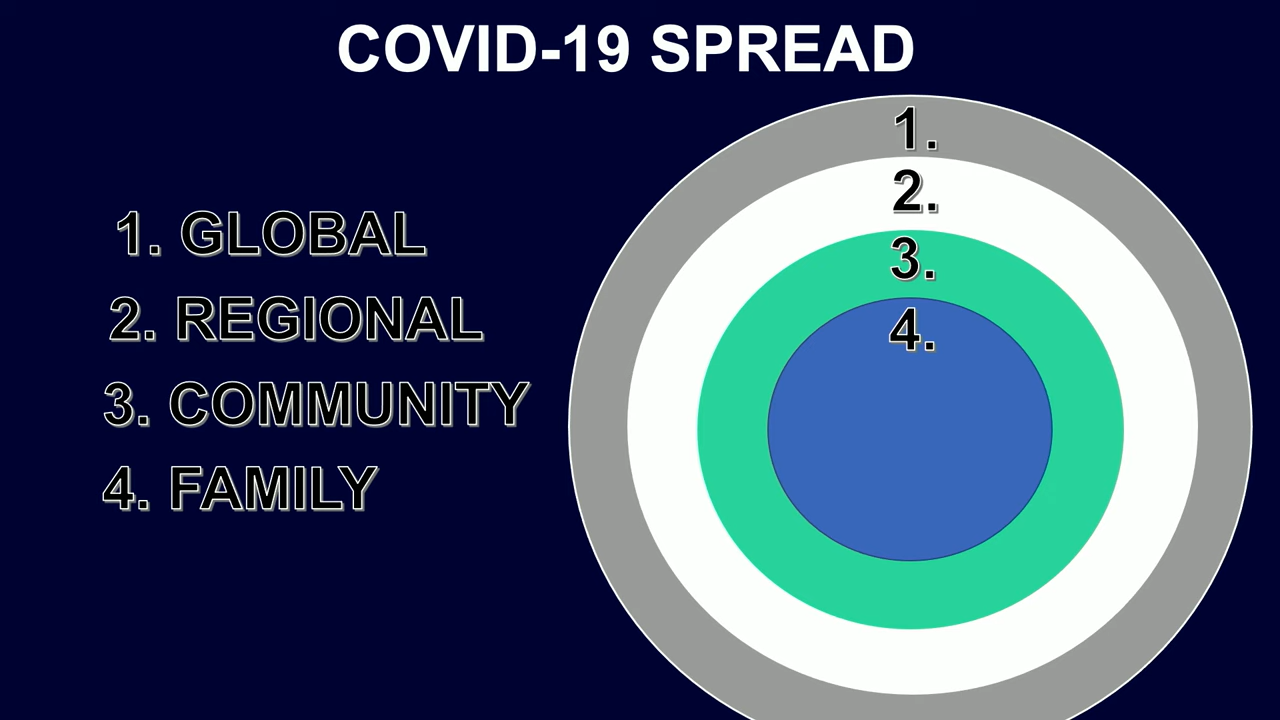 COVID-19 SPREAD
1. GLOBAL
2. REGIONAL
3. COMMUNITY
4. FAMILY
1.
2.
3.
4.